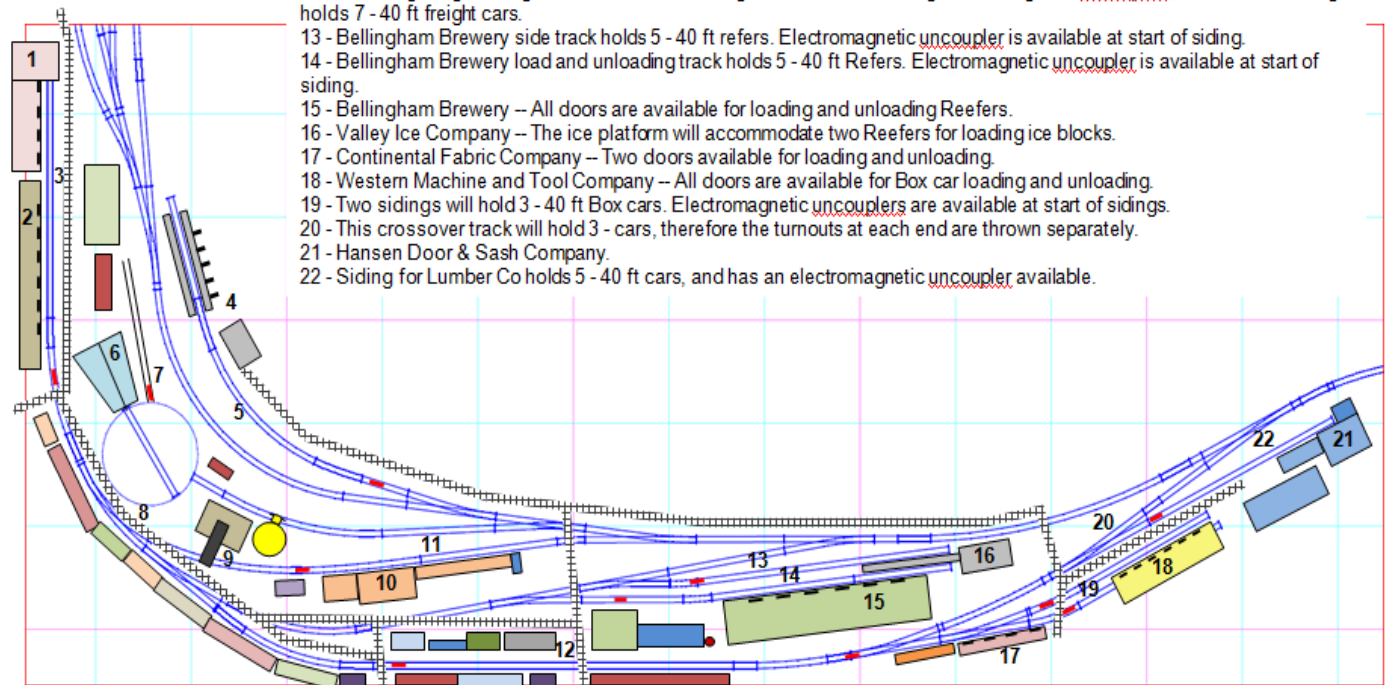 holds 7 - 40 ft freight cars.
13 - Bellingham Brewery side track holds 5 - 40 ft refers. Electromagnetic uncoupler is available at start of siding.
14 - Bellingham Brewery load and unloading track holds 5 - 40 ft Refers. Electromagnetic uncoupler is available at start of
siding.
15 - Bellingham Brewery -- All doors are available for loading and unloading Reefers.
16 - Valley Ice Company -- The ice platform will accommodate two Reefers for loading ice blocks.
17 - Continental Fabric Company -- Two doors available for loading and unloading.
18 - Western Machine and Tool Company -- All doors are available for Box car loading and unloading.
19 - Two sidings will hold 3 - 40 ft Box cars. Electromagnetic uncouplers are available at start of sidings.
20 - This crossover track will hold 3 - cars, therefore the turnouts at each end are thrown separately.
21 - Hansen Door & Sash Company.
22 - Siding for Lumber Co holds 5 - 40 ft cars, and has an electromagnetic uncoupler available.
1
3
2
4
6
7
5
22
21
8
20
9
11
13
16
10
14
18
19
15
12
17